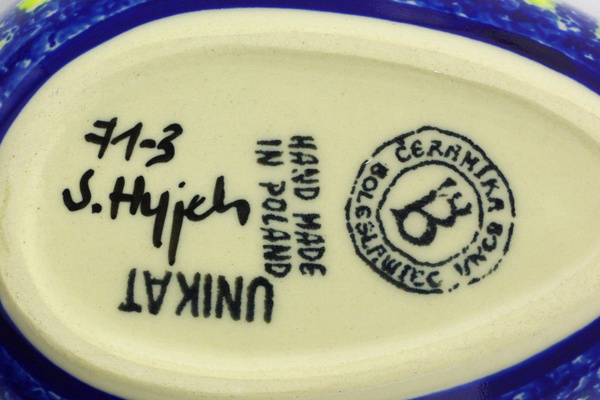 71-3
S. Hyjek
HAND MADE
IN POLAND
UNIKAT
CERAMIKA
BOLESŁAWIEC
B